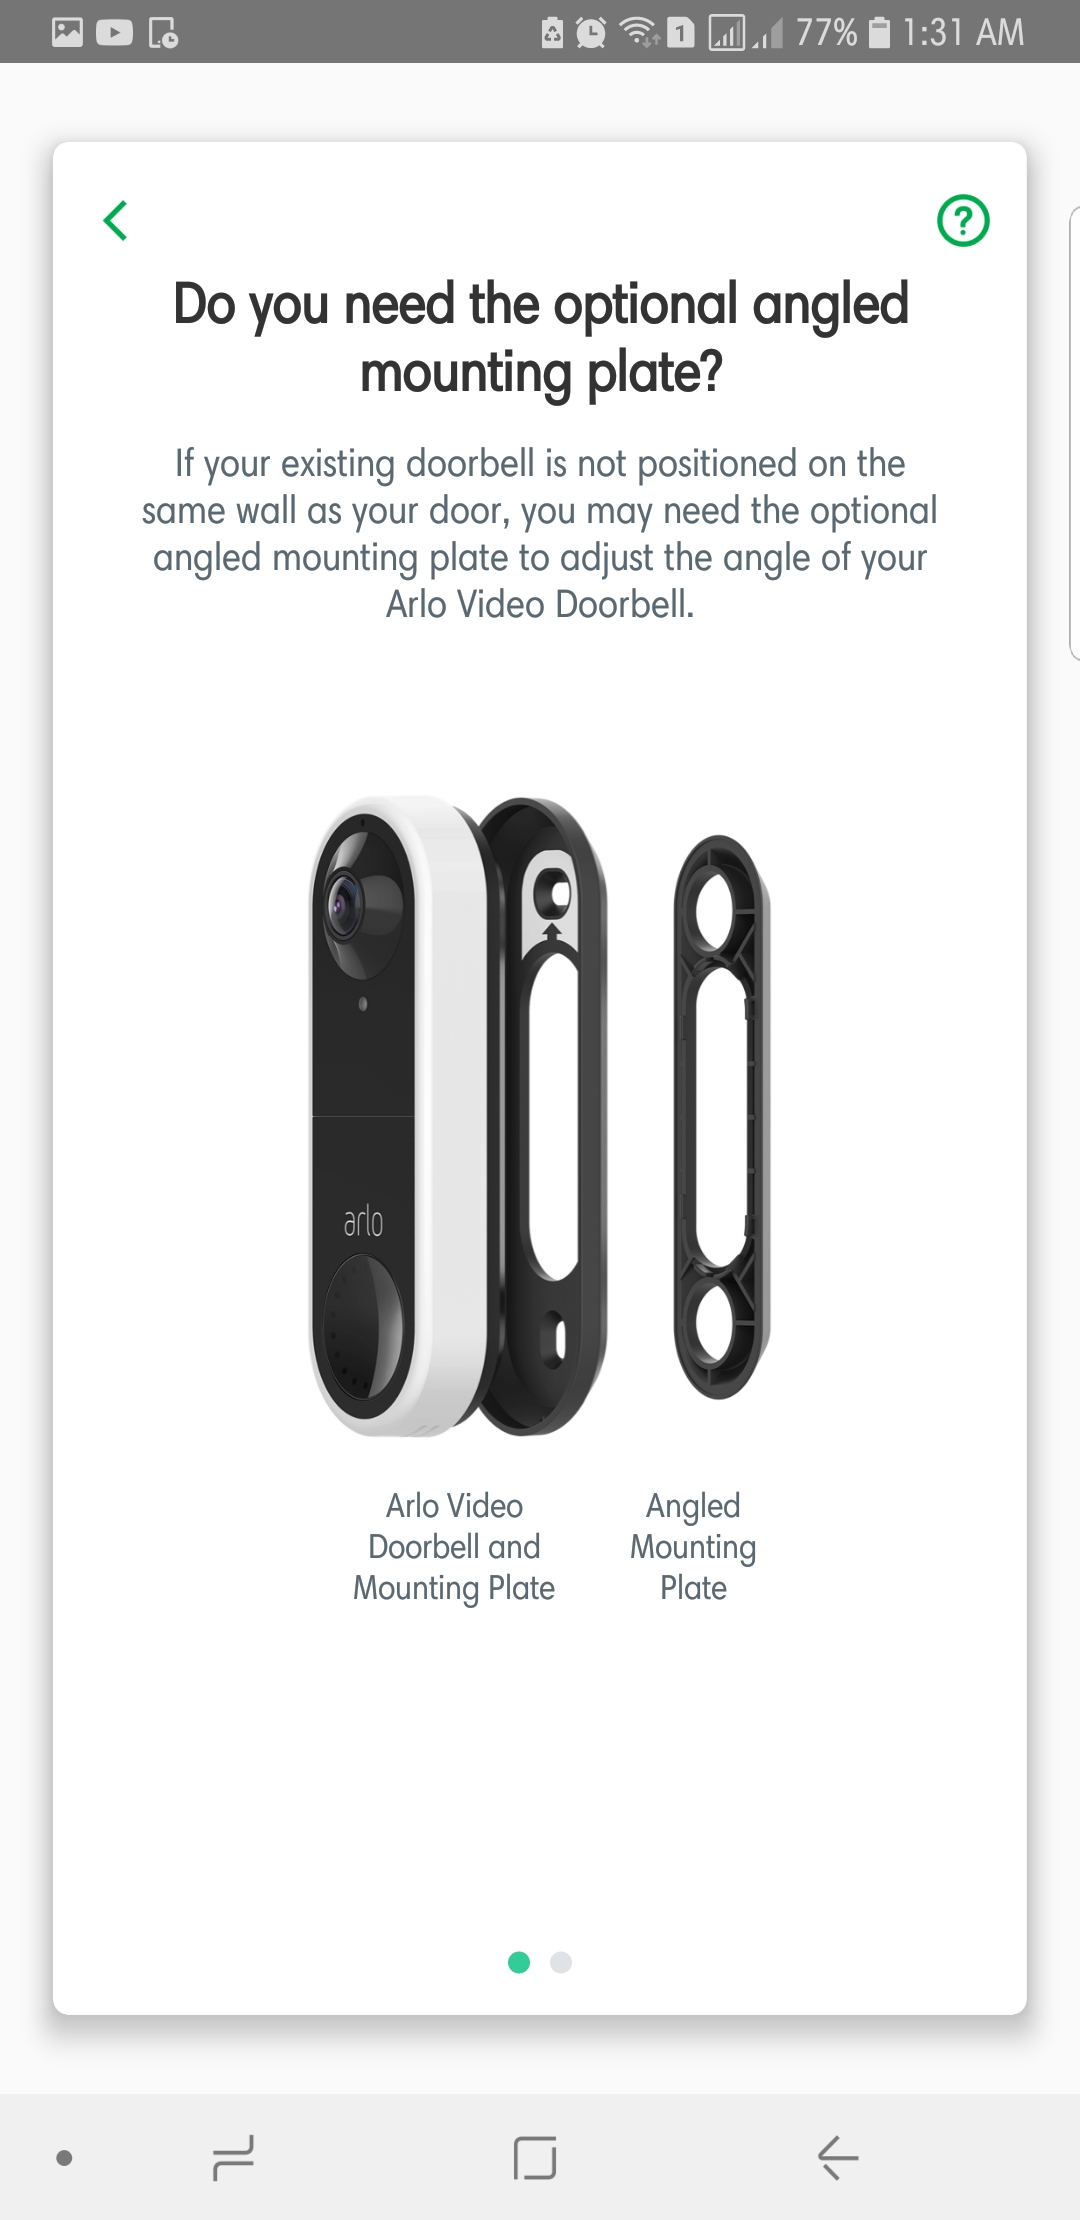 1 77% 1:31 AM
?
Do you need the optional angled
mounting plate?
If your existing doorbell is not positioned on the
same wall as your door, you may need the optional
angled mounting plate to adjust the angle of your
Arlo Video Doorbell.
arlo
Arlo Video
Doorbell and
Mounting Plate
Angled
Mounting
Plate